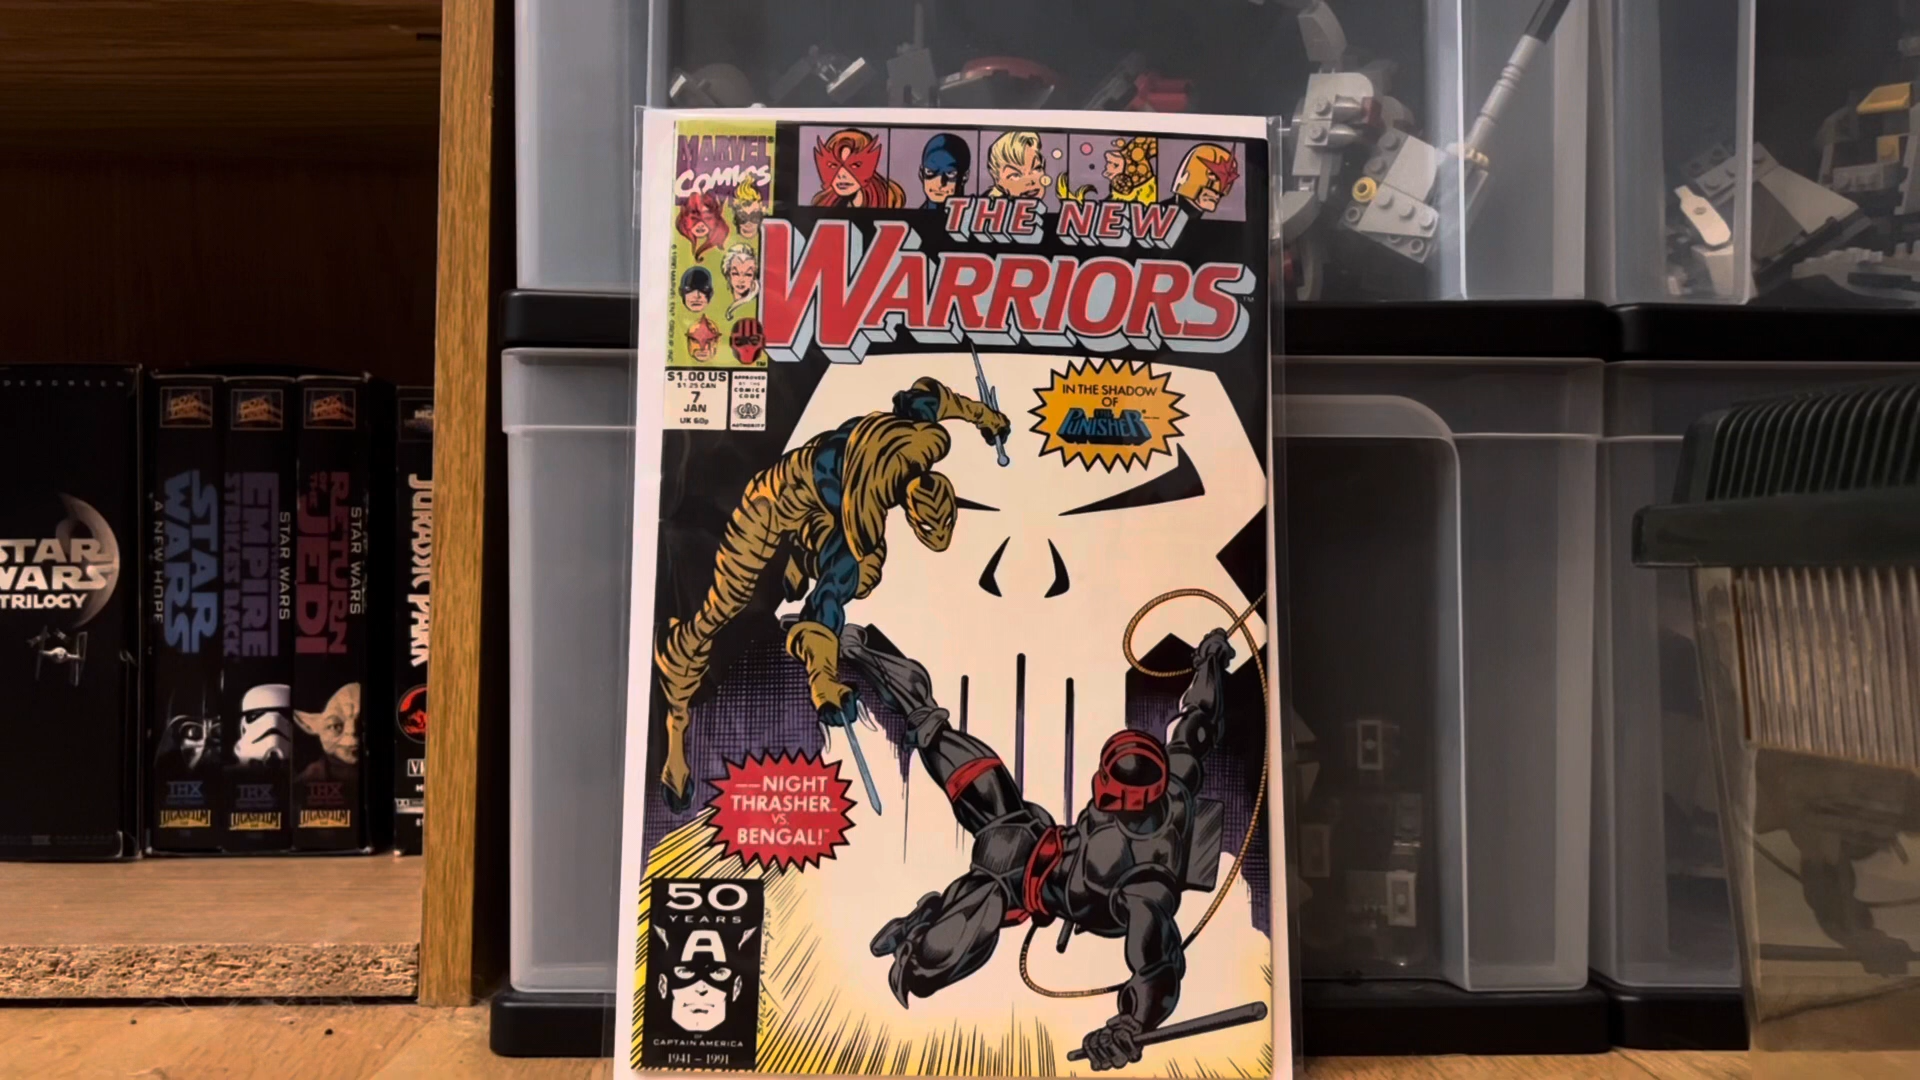 MARVEL
COMICS
THE NEW
WARRIORS
TM
TM
$1.00 US
$1.25 CAN
7
JAN
UK 60p
APPROVED
BY THE
COMICS
CODE
AUTHORITY
IN THE SHADOW
OF
THE
PUNISHER
—NIGHT
THRASHER
VS.
BENGAL!
50
YEARS
A
OF
CAPTAIN AMERICA
1941 - 1991
STAR
WARS
TRILOGY
STAR
WARS
A NEW HOPE
THX
LUCASFILM
EMPIRE
STRIKES BACK
STAR WARS
THX
LUCASFILM
RETURN
OF THE
JEDI
STAR WARS
THX
LUCASFILM
JURASSIC PARK